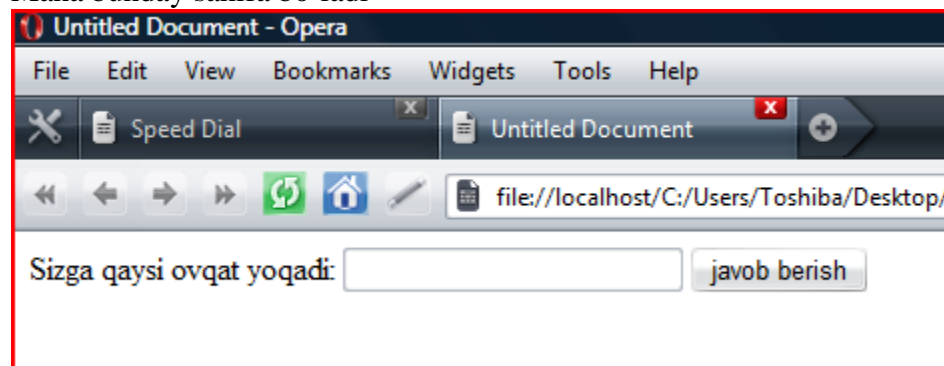 Untitled Document - Opera
File Edit View Bookmarks Widgets Tools Help
Speed Dial Untitled Document
file://localhost/C:/Users/Toshiba/Desktop/
Sizga qaysi ovqat yoqadi: javob berish